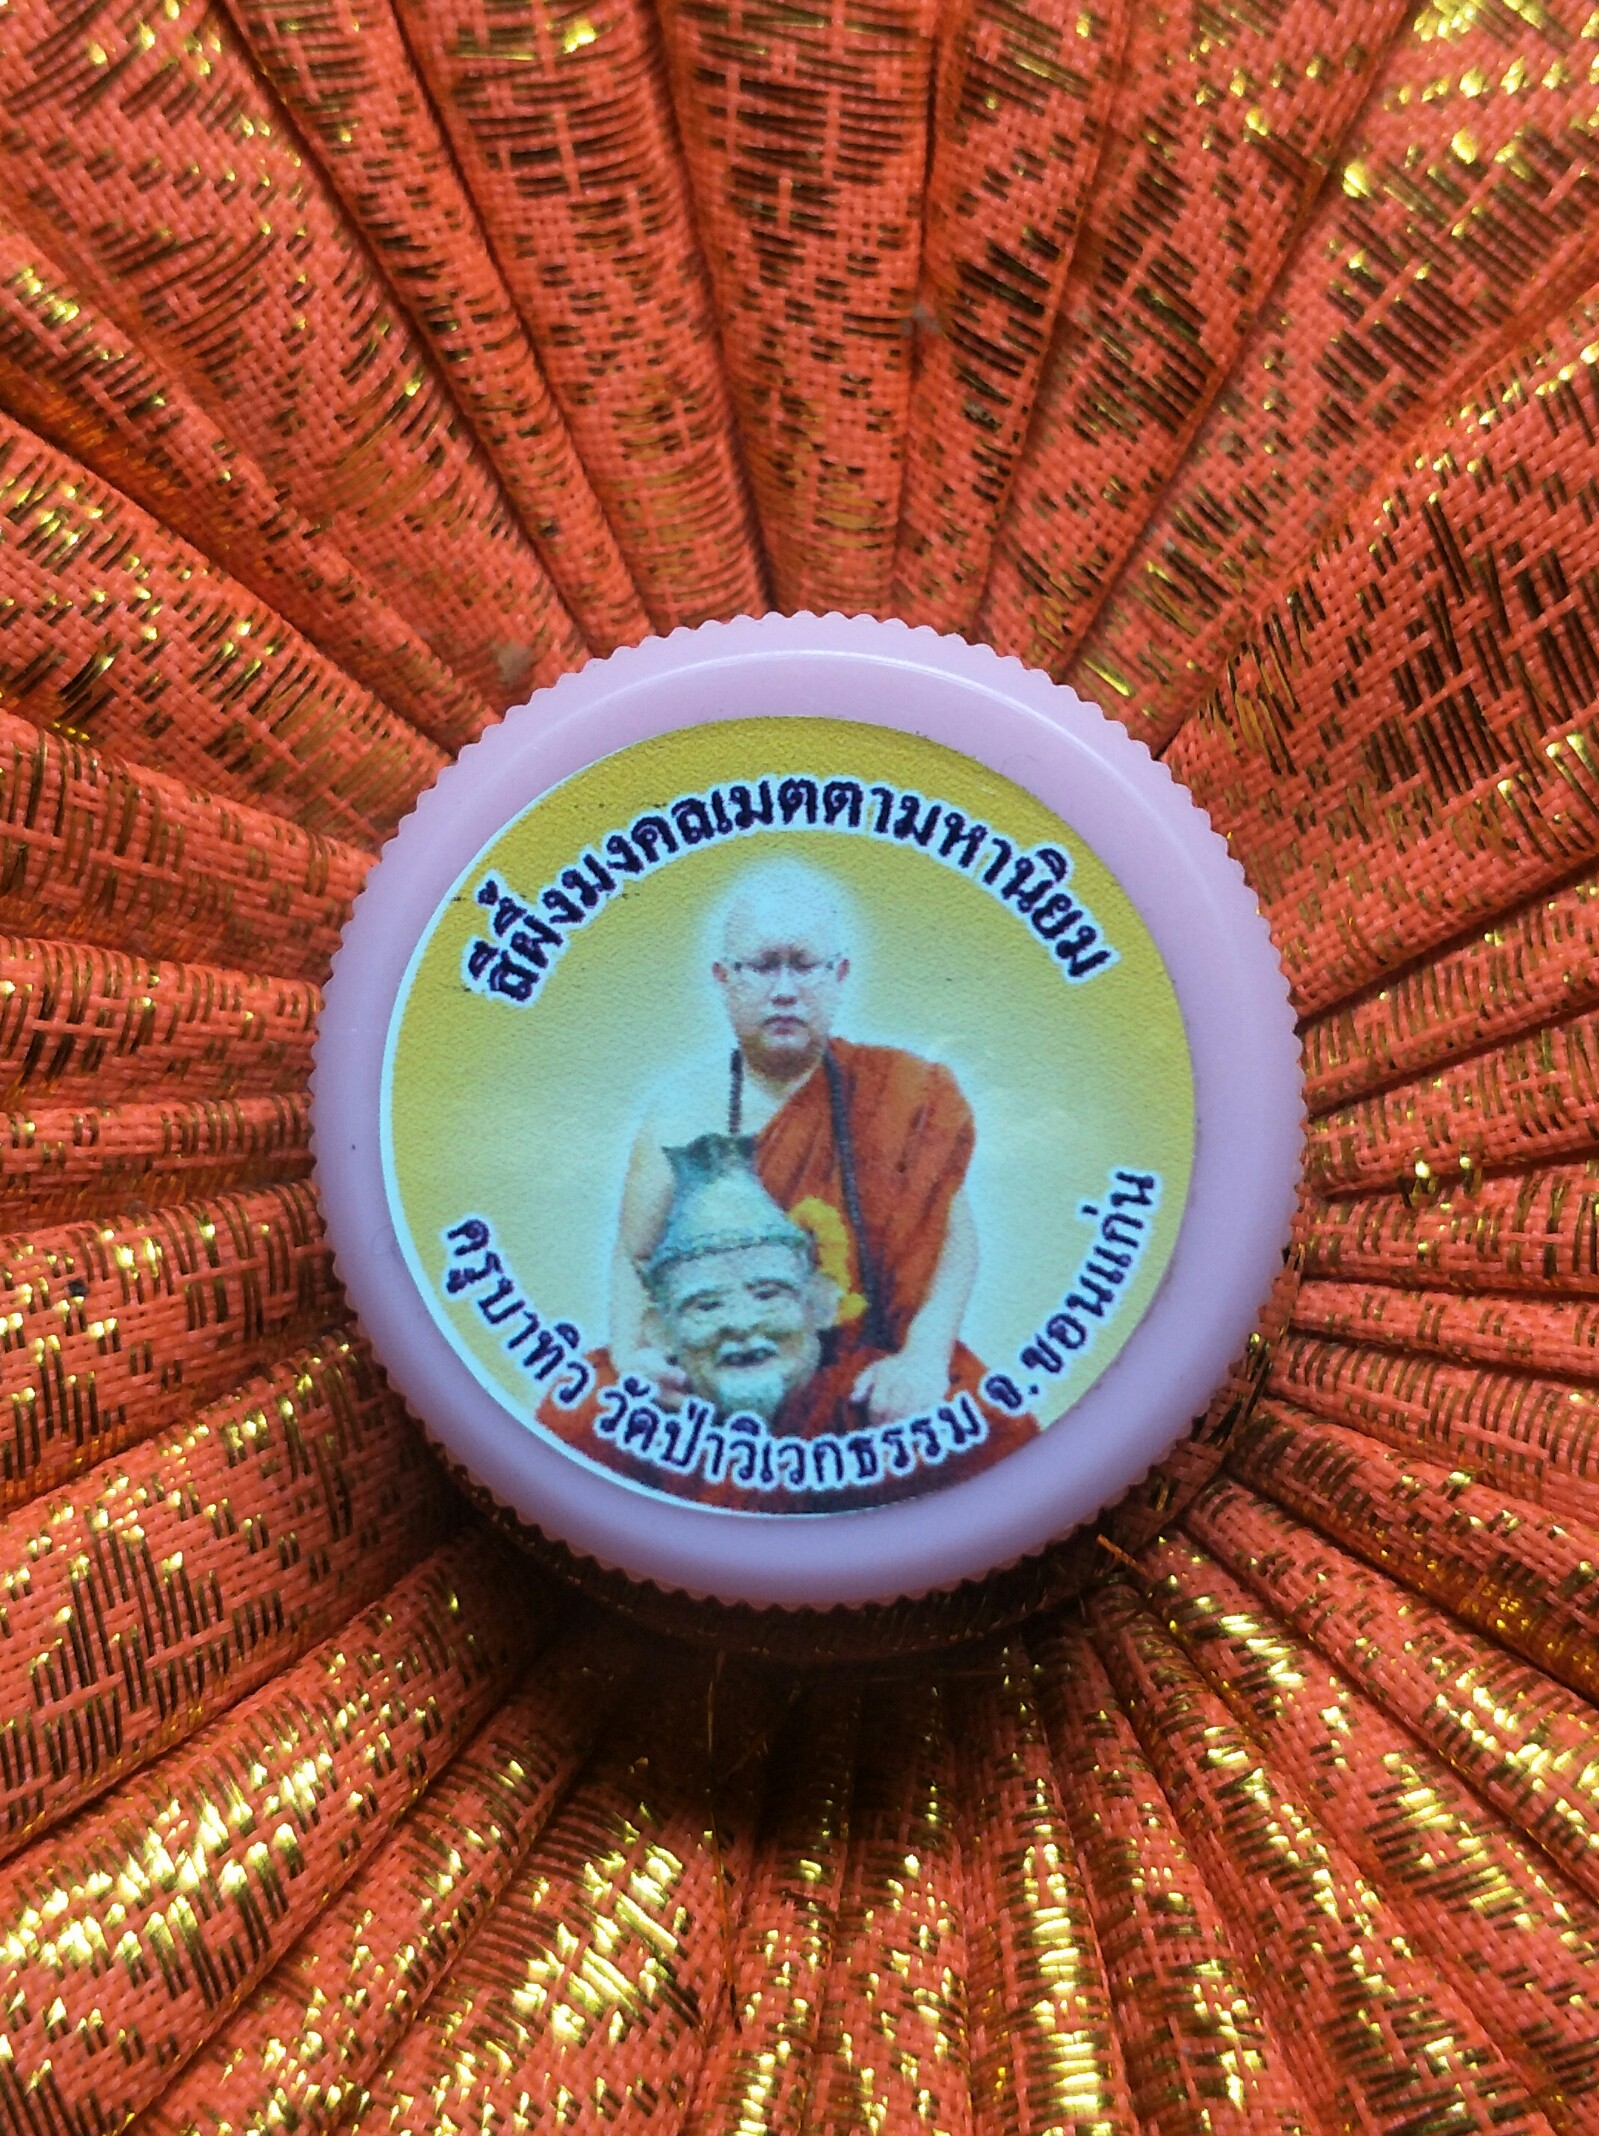 สีผึ้งมงคลเมตตามหานิยม
ครูบาทิว วัดป่าวิเวกธรรม จ.ขอนแก่น